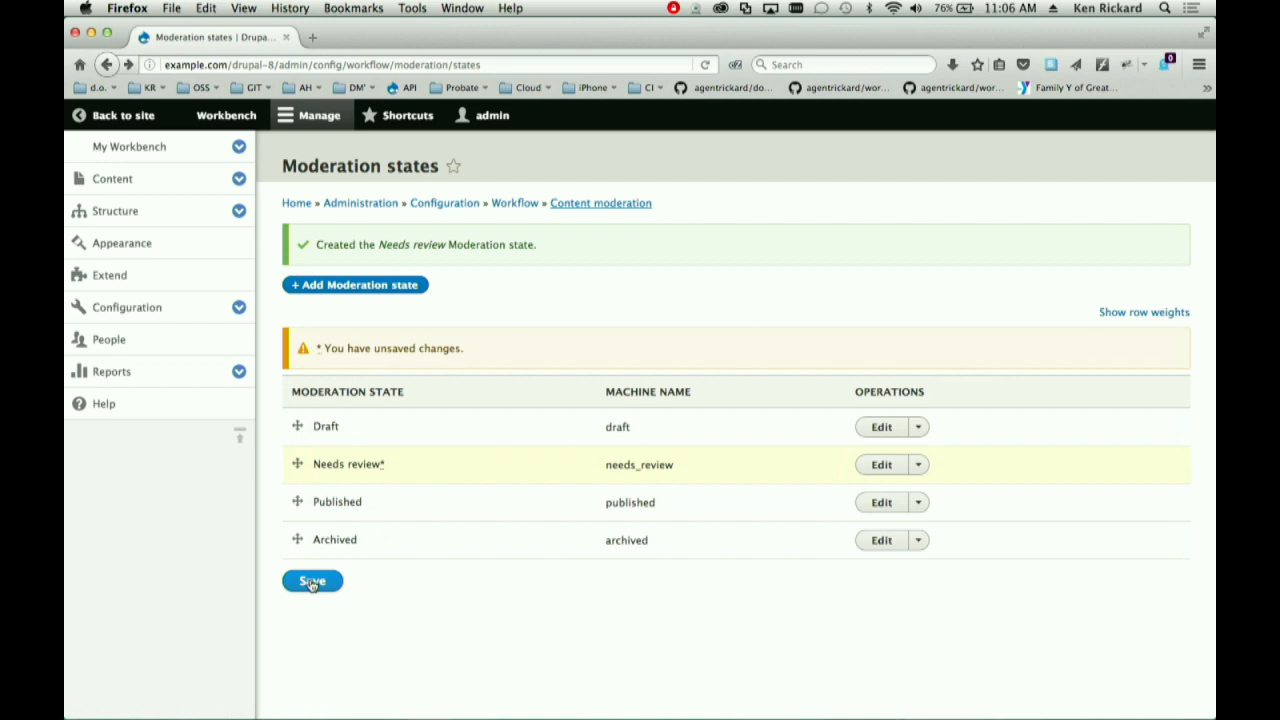 Firefox File Edit View History Bookmarks Tools Window Help 76% 11:06 AM Ken Rickard
Moderation states | Drupa...
example.com/drupal-8/admin/config/workflow/moderation/states Search 0
d.o. KR OSS GIT AH DM' API Probate Cloud iPhone CI agentrickard/do... agentrickard/wor... agentrickard/wor... Family Y of Great...
Back to site Workbench Manage Shortcuts admin
My Workbench
Content
Structure
Appearance
Extend
Configuration
People
Reports
Help
Moderation states
Home » Administration » Configuration » Workflow » Content moderation
Created the Needs review Moderation state.
+ Add Moderation state
Show row weights
* You have unsaved changes.
MODERATION STATE MACHINE NAME OPERATIONS
Draft draft Edit
Needs review* needs_review Edit
Published published Edit
Archived archived Edit
Save